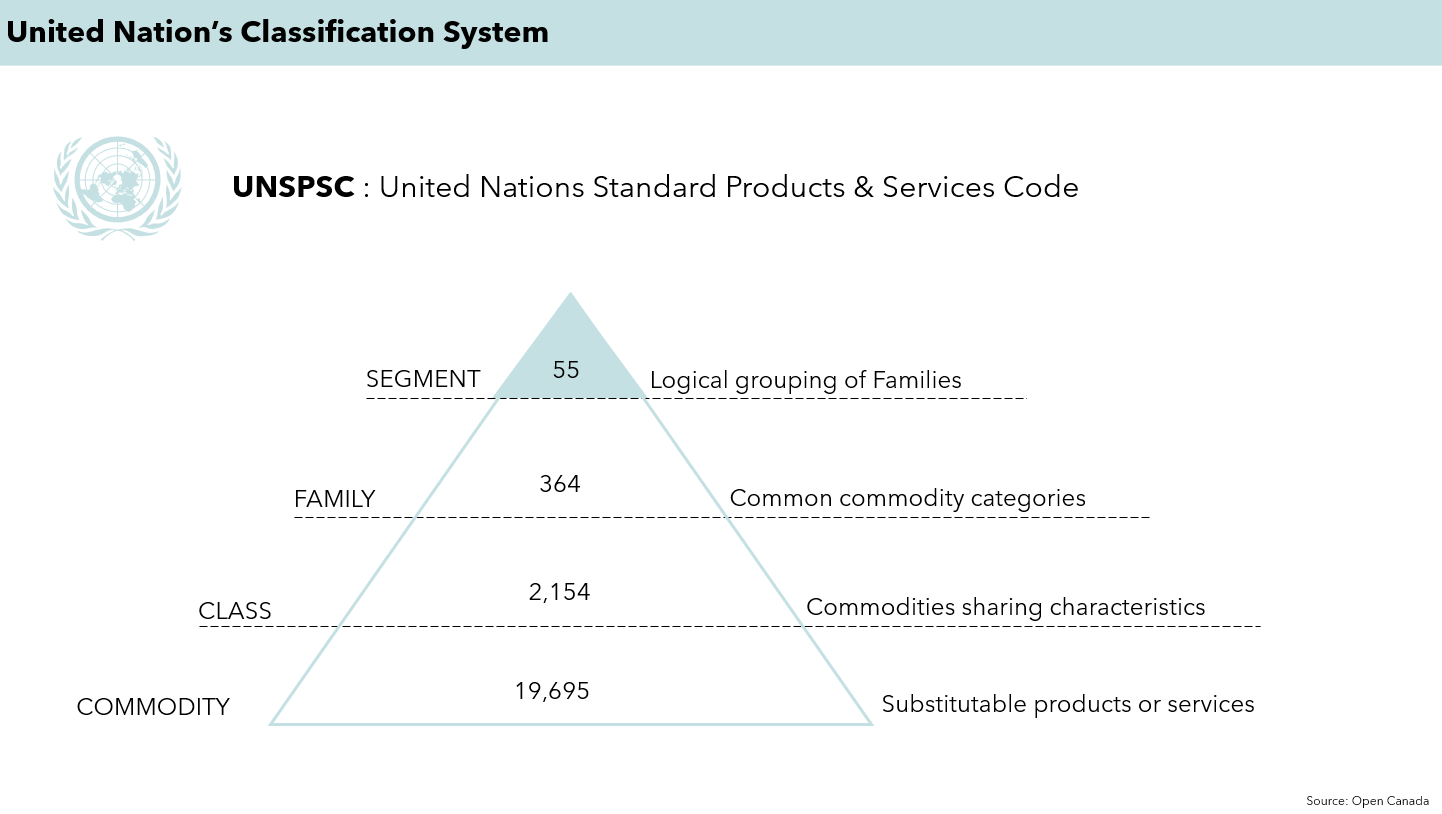 United Nation’s Classification System
UNSPSC : United Nations Standard Products & Services Code
SEGMENT 55 Logical grouping of Families
FAMILY 364 Common commodity categories
CLASS 2,154 Commodities sharing characteristics
COMMODITY 19,695 Substitutable products or services
Source: Open Canada